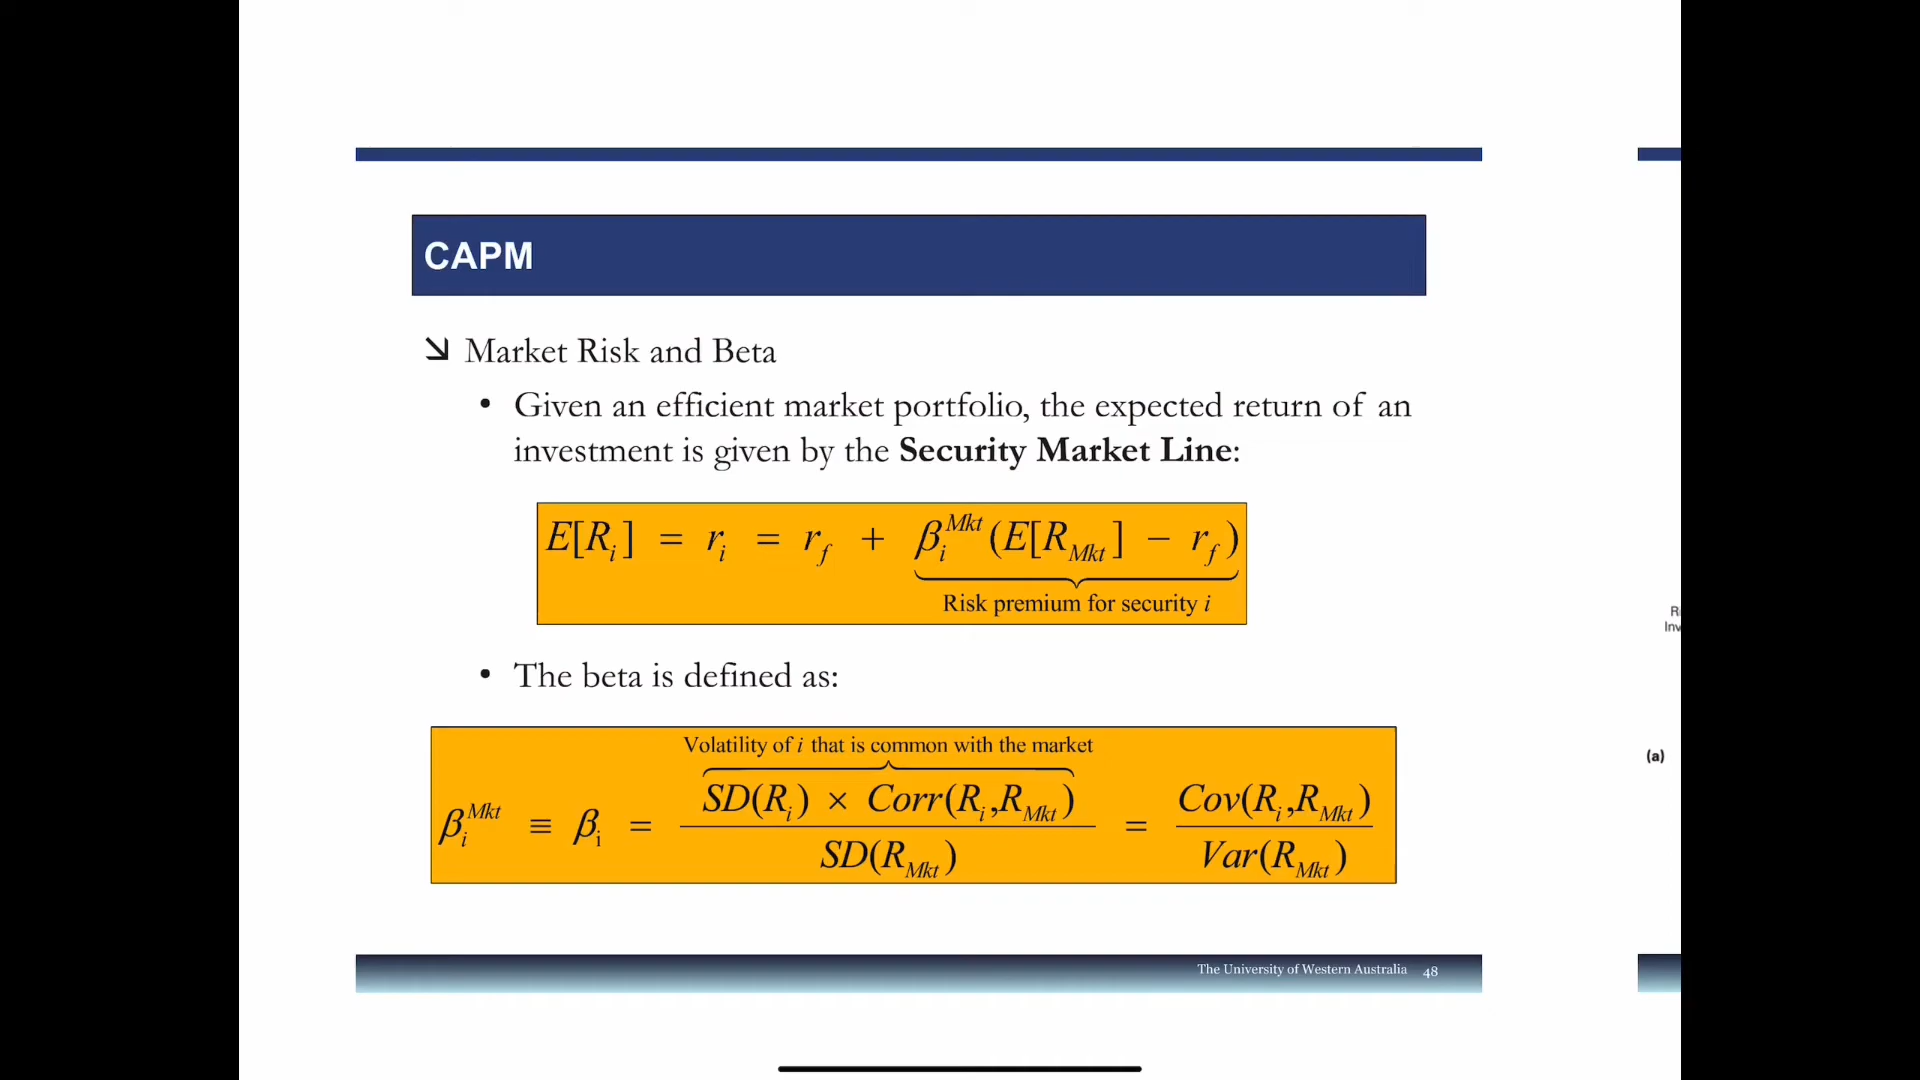 CAPM
↘ Market Risk and Beta
• Given an efficient market portfolio, the expected return of an
investment is given by the Security Market Line:
E[R_i] = r_i = r_f + β_i^Mkt (E[R_Mkt] − r_f)
Risk premium for security i
• The beta is defined as:
Volatility of i that is common with the market
β_i^Mkt ≡ β_i = SD(R_i) × Corr(R_i,R_Mkt) / SD(R_Mkt) = Cov(R_i,R_Mkt) / Var(R_Mkt)
The University of Western Australia 48
(a)